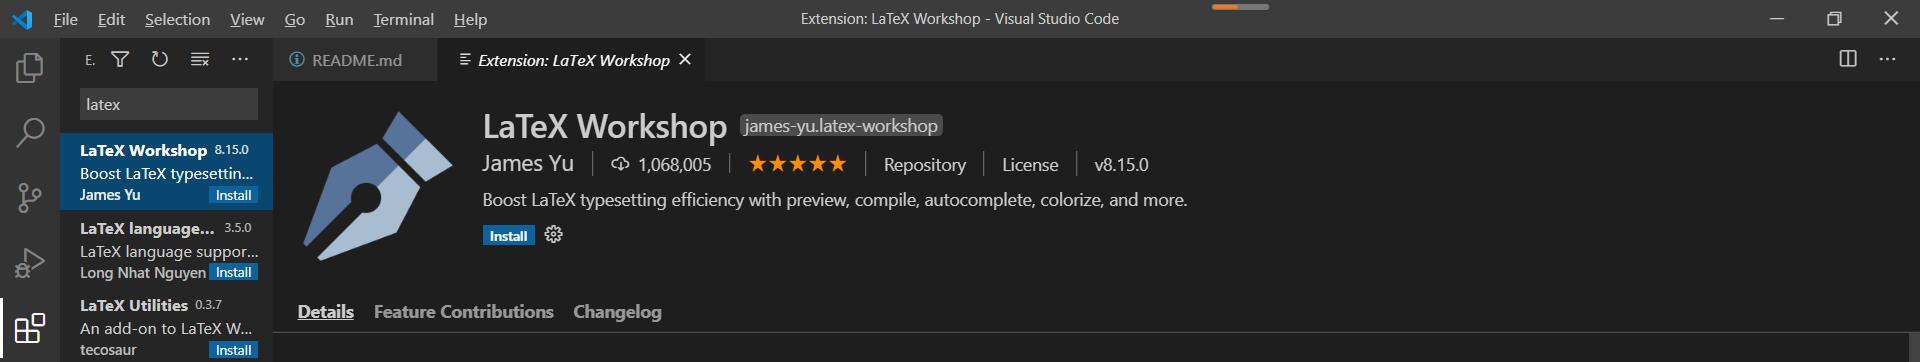 File Edit Selection View Go Run Terminal Help Extension: LaTeX Workshop - Visual Studio Code
E. README.md Extension: LaTeX Workshop
latex
LaTeX Workshop 8.15.0
Boost LaTeX typesettin...
James Yu Install
LaTeX language... 3.5.0
LaTeX language suppor...
Long Nhat Nguyen Install
LaTeX Utilities 0.3.7
An add-on to LaTeX W...
tecosaur Install
LaTeX Workshop james-yu.latex-workshop
James Yu 1,068,005 Repository License v8.15.0
Boost LaTeX typesetting efficiency with preview, compile, autocomplete, colorize, and more.
Install
Details Feature Contributions Changelog